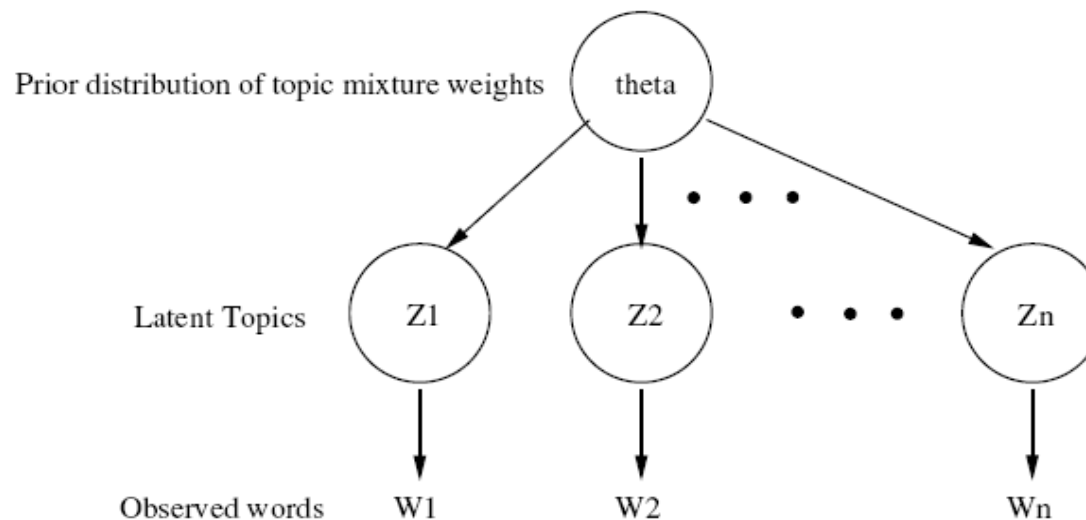 Prior distribution of topic mixture weights theta
Latent Topics Z1 Z2 Zn
Observed words W1 W2 Wn